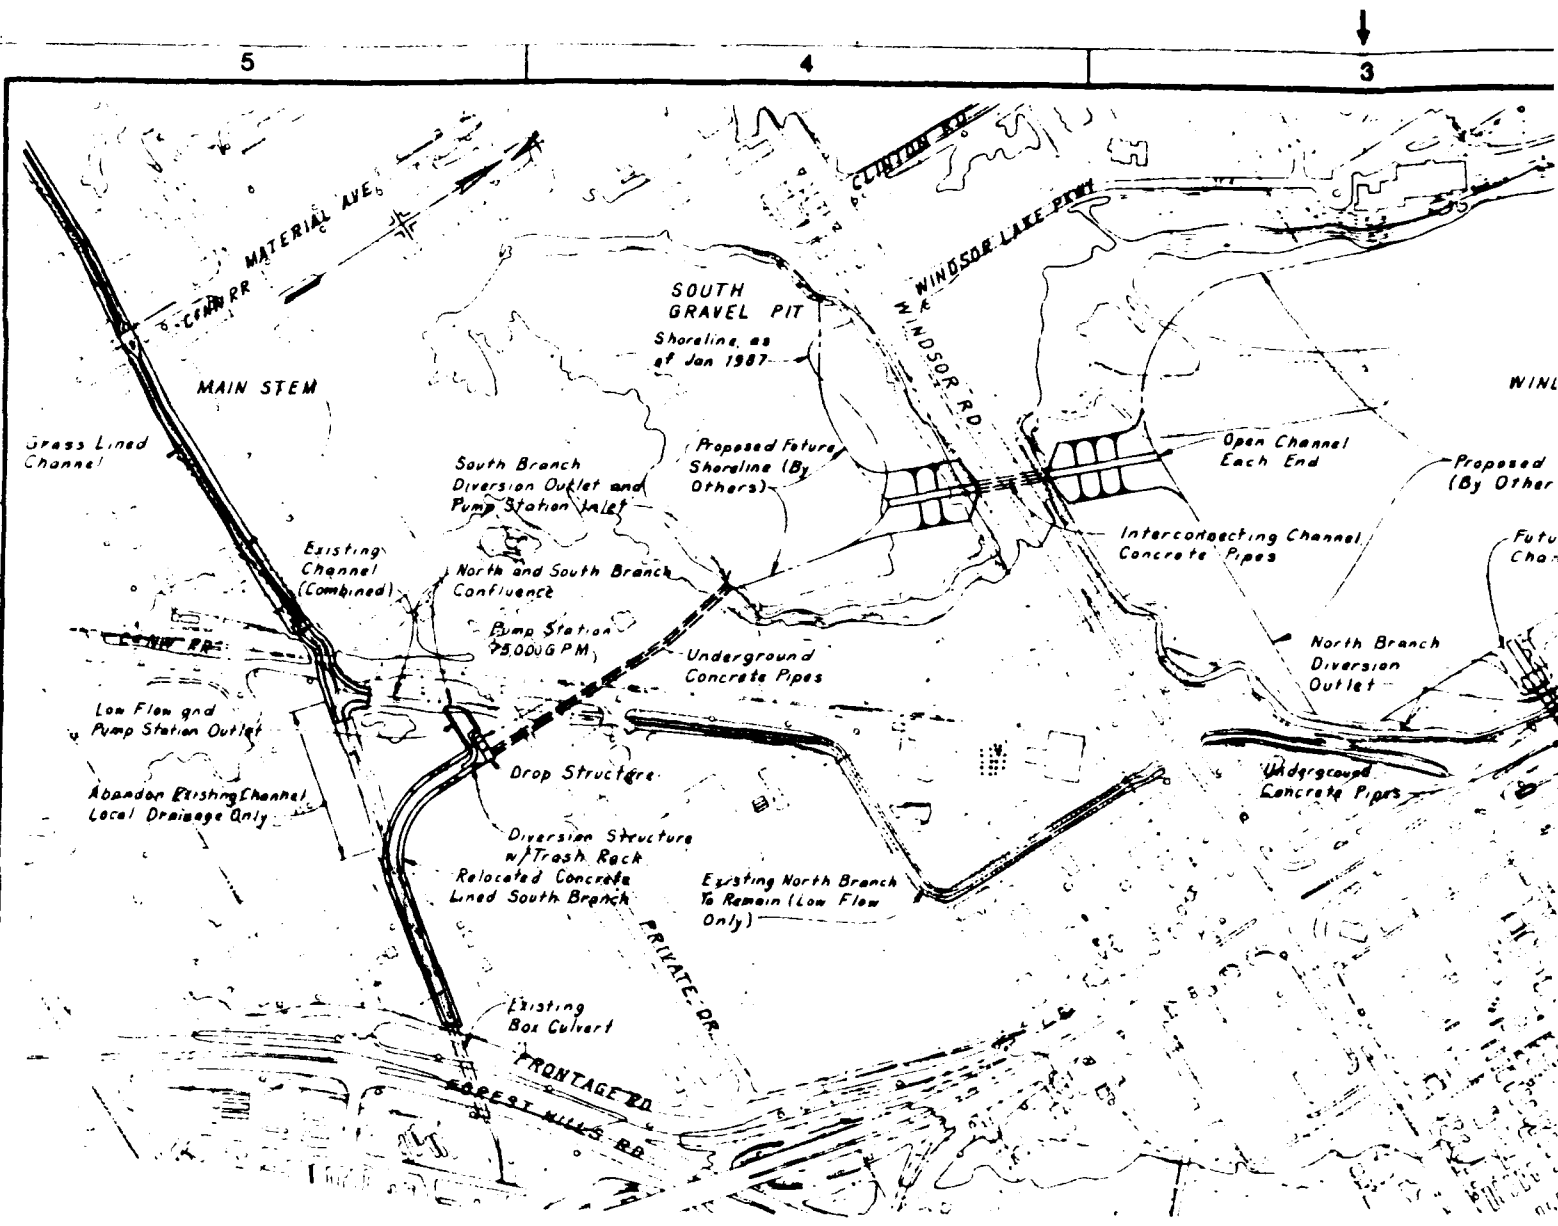 5
4
3
CLINTON RD
MATERIAL AVE
C&NW RR
WINDSOR LAKE PKWY
SOUTH
GRAVEL PIT
Shoreline, as
of Jan 1987
WINDSOR RD
MAIN STEM
Grass Lined
Channel
South Branch
Diversion Outlet and
Pump Station Inlet
Proposed Future
Shoreline (By
Others)
Open Channel
Each End
Proposed
(By Other
Interconnecting Channel
Concrete Pipes
Existing
Channel
(Combined)
North and South Branch
Confluence
C&NW RR
Pump Station
75,000 GPM
Underground
Concrete Pipes
North Branch
Diversion
Outlet
Low Flow and
Pump Station Outlet
Drop Structure
Underground
Concrete Pipes
Abandon Existing Channel
Local Drainage Only
Diversion Structure
w/Trash Rack
Relocated Concrete
Lined South Branch
Existing North Branch
To Remain (Low Flow
Only)
PRIVATE DR.
Existing
Box Culvert
FRONTAGE RD
FOREST HILLS RD